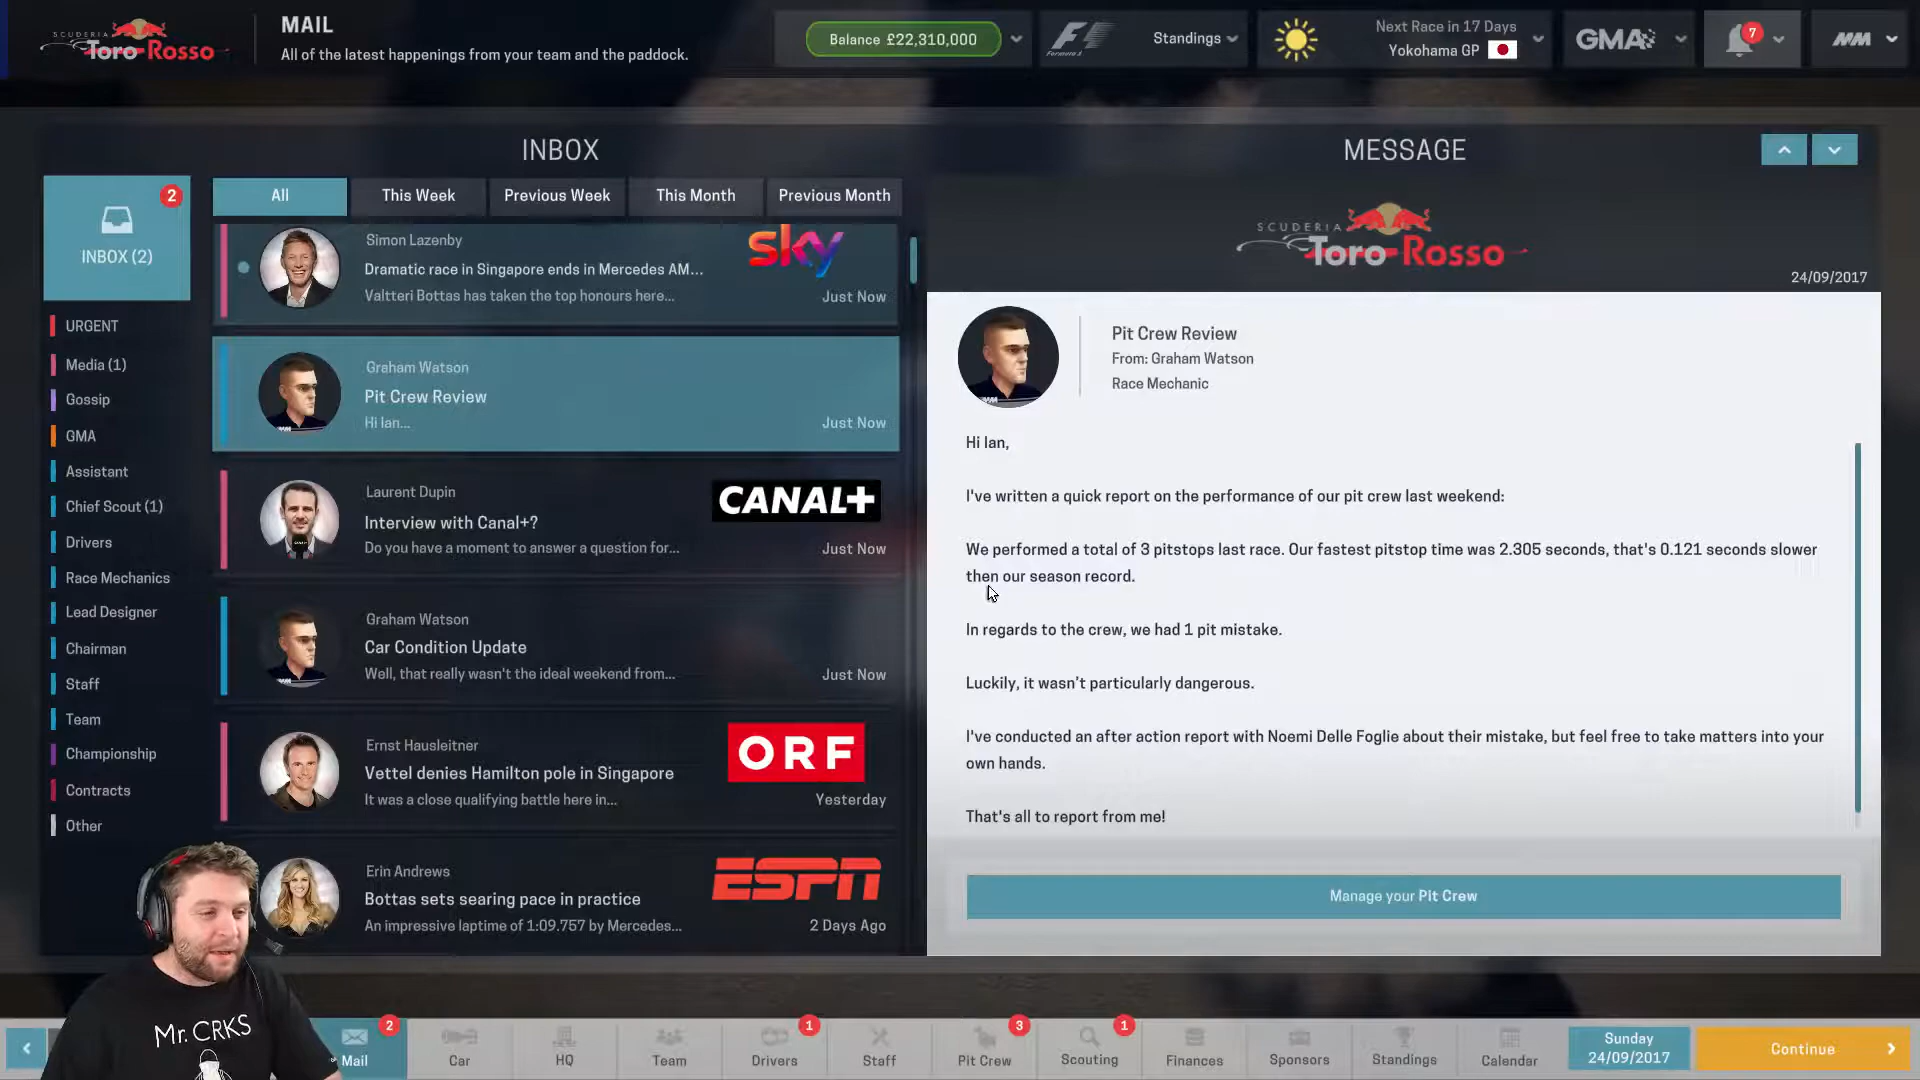 SCUDERIA
Toro Rosso
MAIL
All of the latest happenings from your team and the paddock.
Balance £22,310,000
F1
Formula 1
Standings
Next Race in 17 Days
Yokohama GP
GMA
7
MM
INBOX
MESSAGE
2
INBOX (2)
All
This Week
Previous Week
This Month
Previous Month
URGENT
Media (1)
Gossip
GMA
Assistant
Chief Scout (1)
Drivers
Race Mechanics
Lead Designer
Chairman
Staff
Team
Championship
Contracts
Other
Simon Lazenby
Dramatic race in Singapore ends in Mercedes AM...
Valtteri Bottas has taken the top honours here...
sky
Just Now
Graham Watson
Pit Crew Review
Hi Ian...
Just Now
Laurent Dupin
Interview with Canal+?
Do you have a moment to answer a question for...
CANAL+
Just Now
Graham Watson
Car Condition Update
Well, that really wasn't the ideal weekend from...
Just Now
Ernst Hausleitner
Vettel denies Hamilton pole in Singapore
It was a close qualifying battle here in...
ORF
Yesterday
Erin Andrews
Bottas sets searing pace in practice
An impressive laptime of 1:09.757 by Mercedes...
ESPN
2 Days Ago
SCUDERIA
Toro Rosso
24/09/2017
Pit Crew Review
From: Graham Watson
Race Mechanic
Hi Ian,
I've written a quick report on the performance of our pit crew last weekend:
We performed a total of 3 pitstops last race. Our fastest pitstop time was 2.305 seconds, that's 0.121 seconds slower
then our season record.
In regards to the crew, we had 1 pit mistake.
Luckily, it wasn't particularly dangerous.
I've conducted an after action report with Noemi Delle Foglie about their mistake, but feel free to take matters into your
own hands.
That's all to report from me!
Manage your Pit Crew
Mr. CRKS
Mail
2
Car
HQ
Team
Drivers
1
Staff
Pit Crew
3
Scouting
1
Finances
Sponsors
Standings
Calendar
Sunday
24/09/2017
Continue